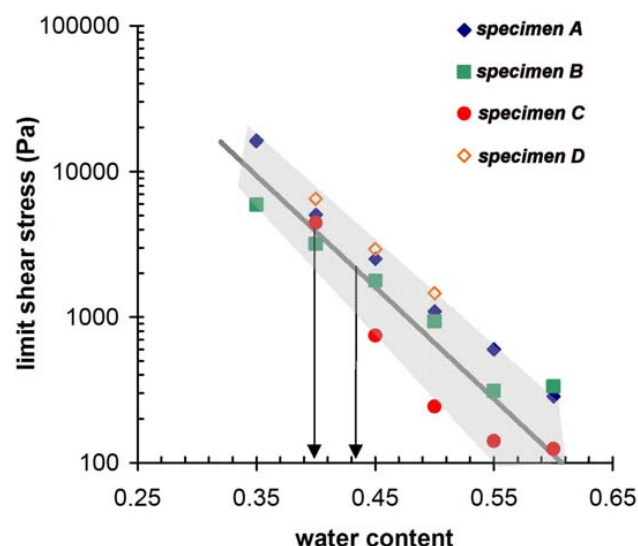 100000
10000
1000
100
limit shear stress (Pa)
specimen A
specimen B
specimen C
specimen D
0.25 0.35 0.45 0.55 0.65
water content